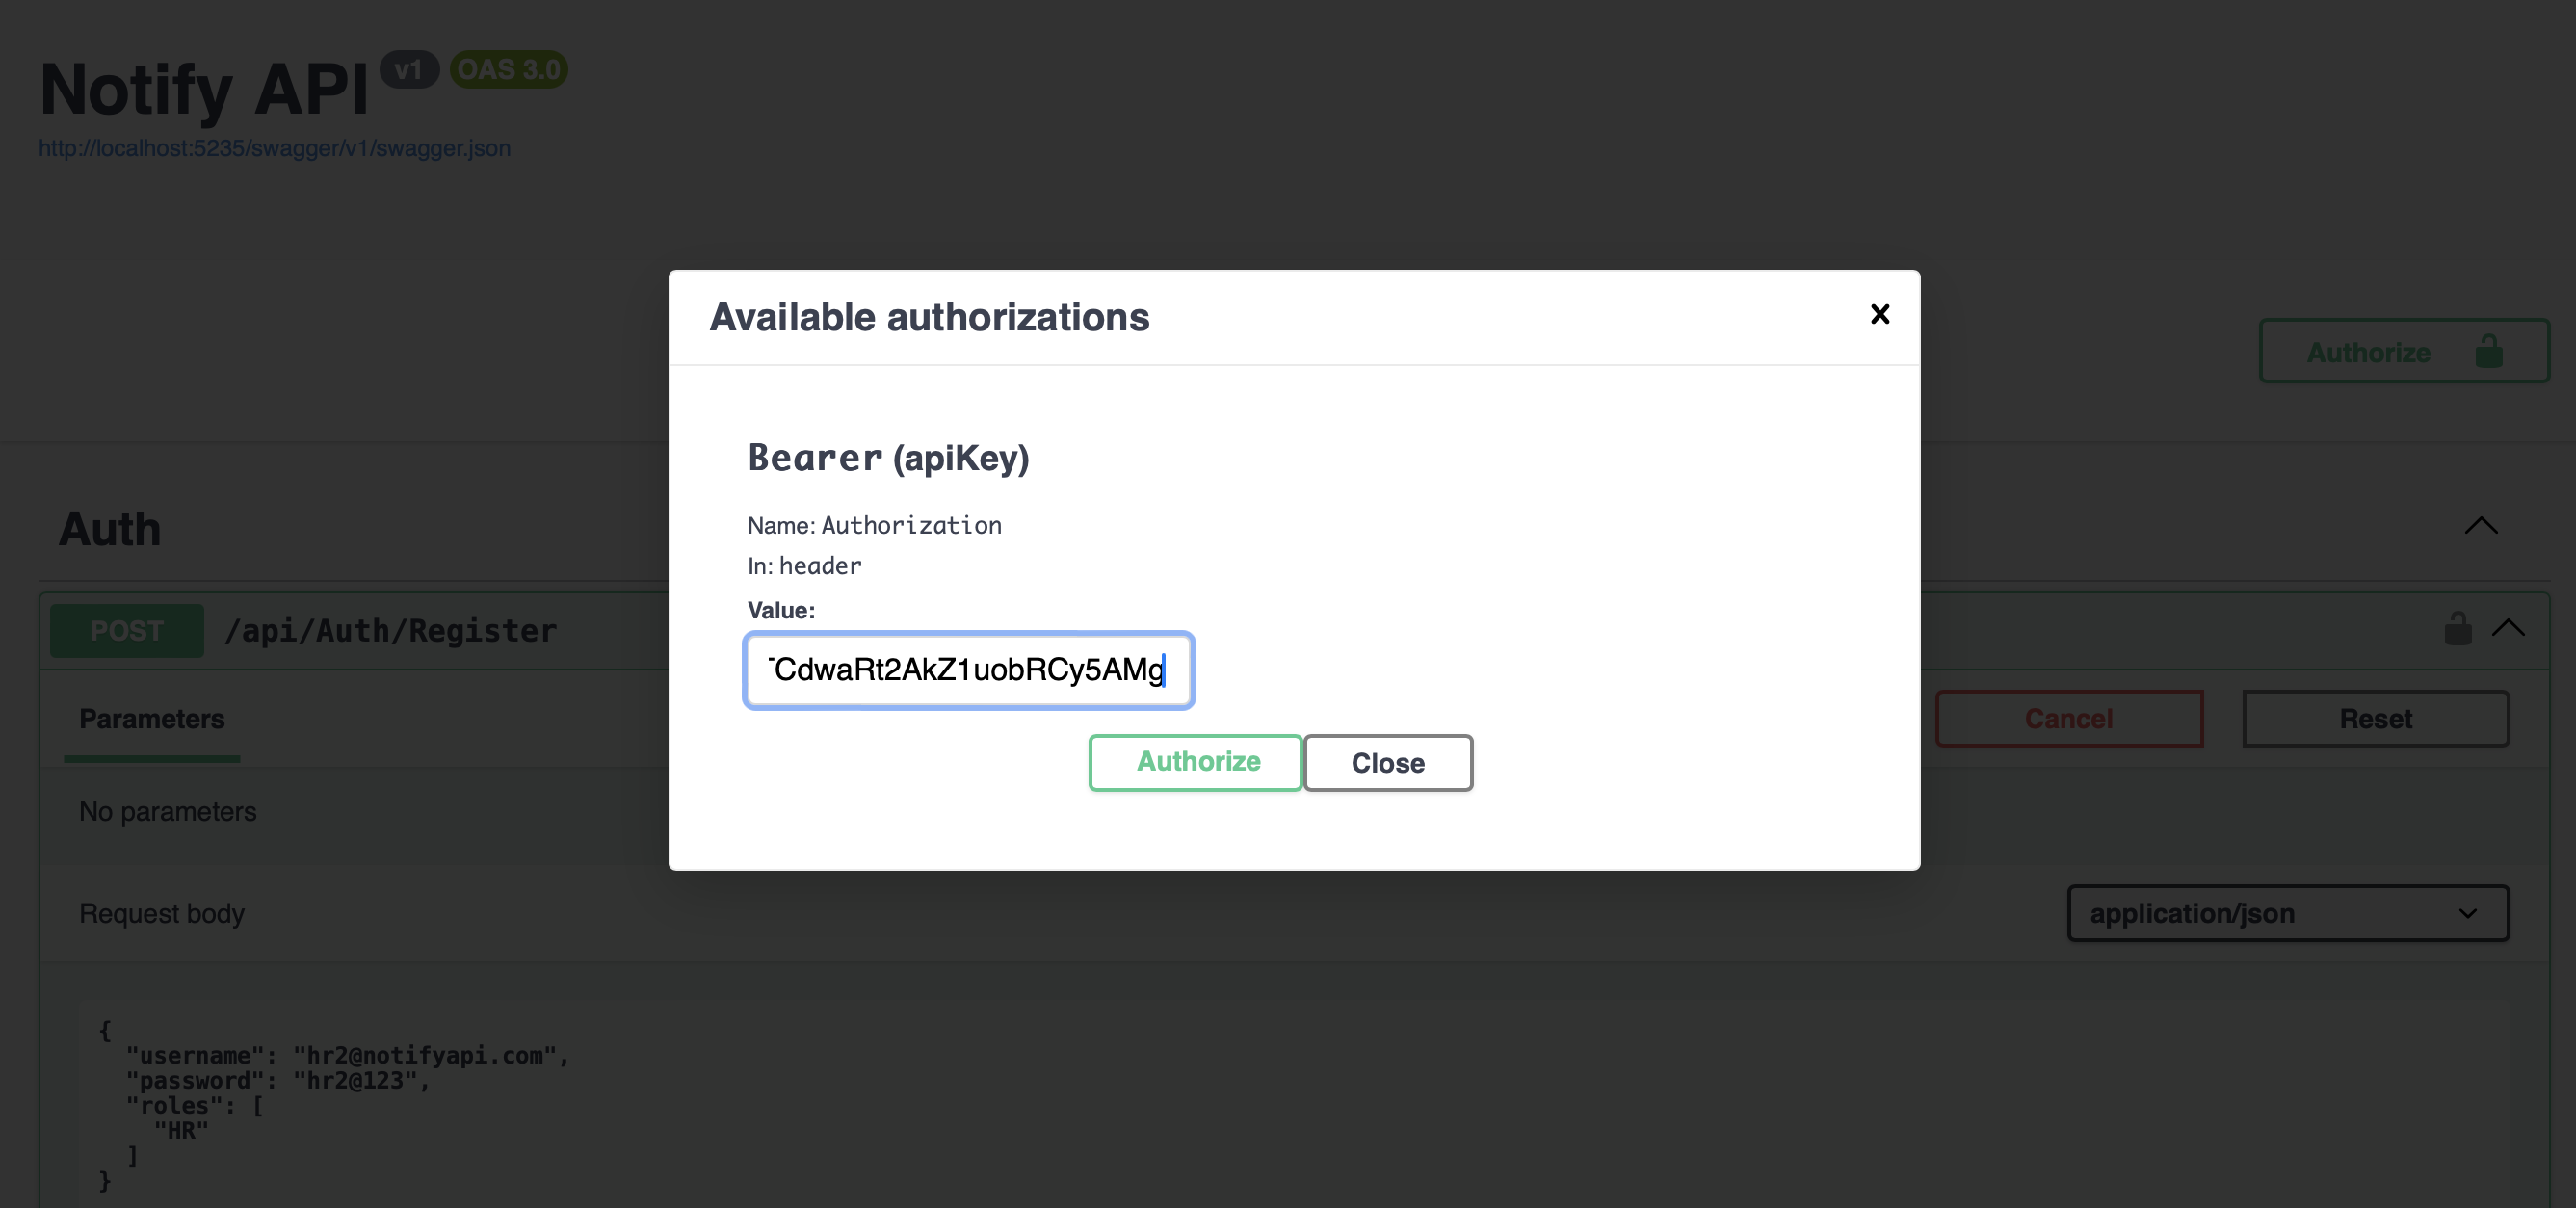 Notify API v1 OAS 3.0
http://localhost:5235/swagger/v1/swagger.json
Available authorizations
Authorize
Bearer (apiKey)
Name: Authorization
In: header
Value:
CdwaRt2AkZ1uobRCy5AMg
Authorize Close
Auth
POST /api/Auth/Register
Parameters
Cancel Reset
No parameters
Request body
application/json
{
"username": "hr2@notifyapi.com",
"password": "hr2@123",
"roles": [
"HR"
]
}